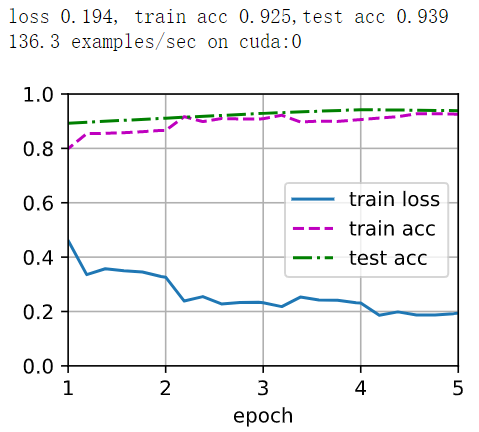 loss 0.194, train acc 0.925, test acc 0.939
136.3 examples/sec on cuda:0
1.0
0.8
0.6
0.4
0.2
0.0
train loss
train acc
test acc
1 2 3 4 5
epoch